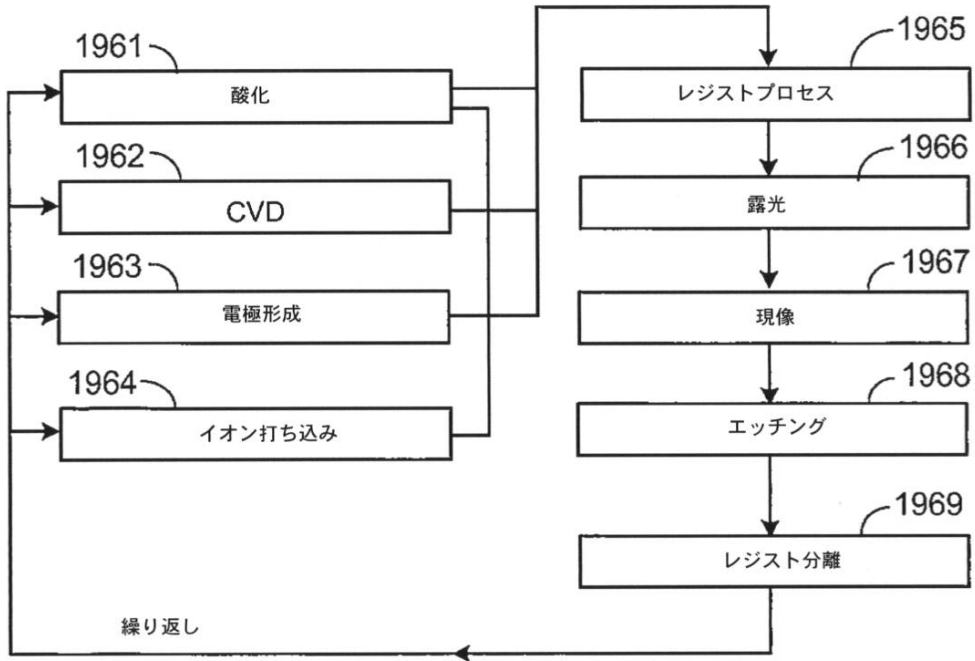 1961
酸化
1962
CVD
1963
電極形成
1964
イオン打ち込み
1965
レジストプロセス
1966
露光
1967
現像
1968
エッチング
1969
レジスト分離
繰り返し